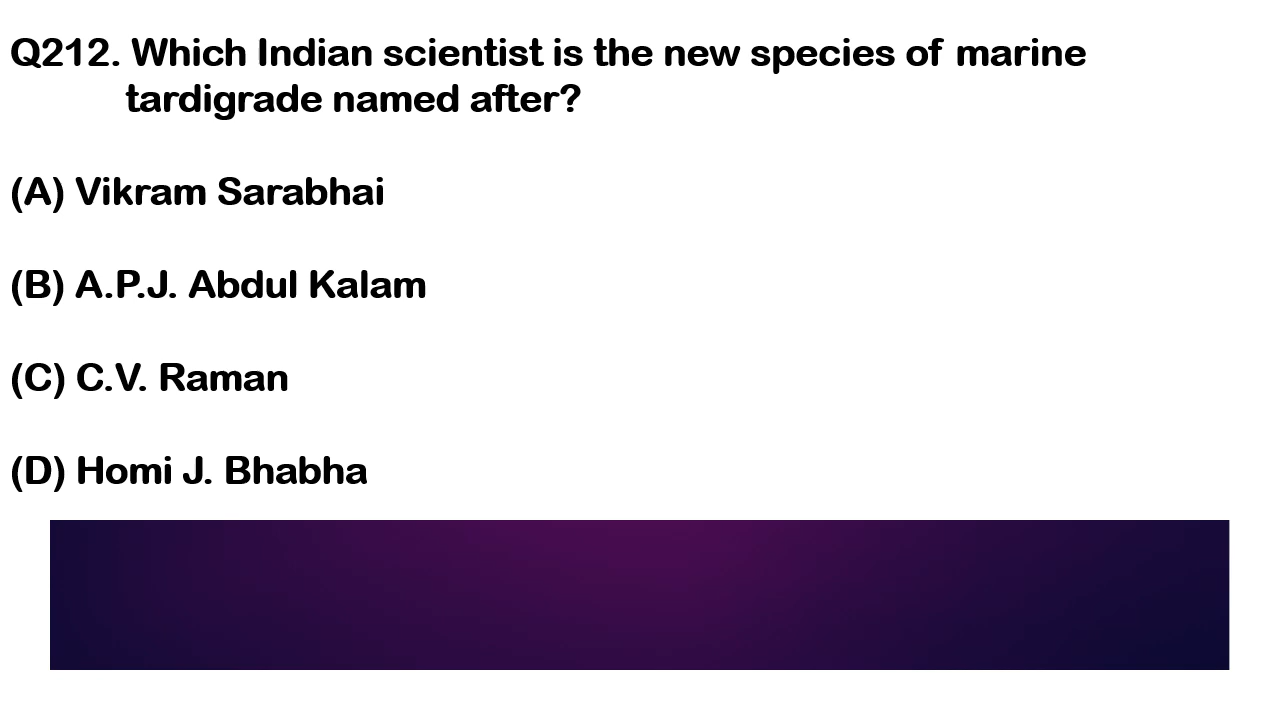 Q212. Which Indian scientist is the new species of marine
tardigrade named after?
(A) Vikram Sarabhai
(B) A.P.J. Abdul Kalam
(C) C.V. Raman
(D) Homi J. Bhabha